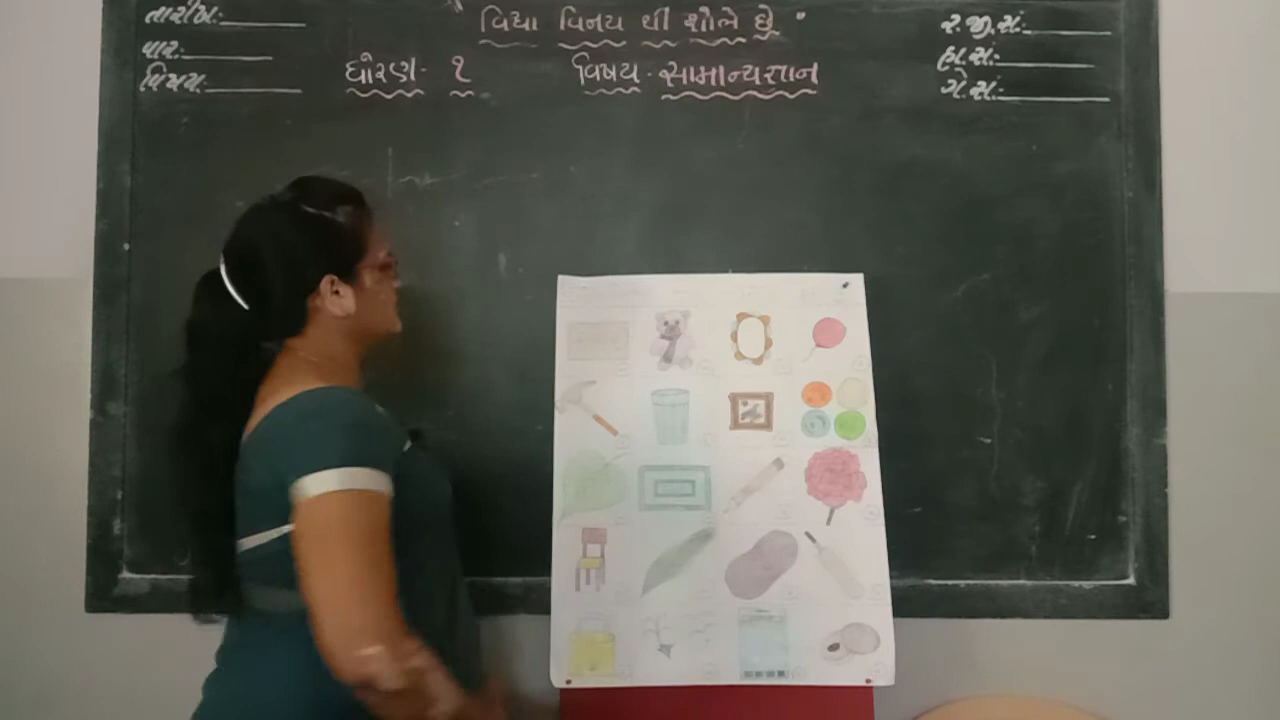 વિદ્યા વિનય થી શોભે છે.
તારીખ:
વાર:
વિષય:
ધોરણ - ૧
વિષય - સામાન્યજ્ઞાન
ર.જી.સં:
હા.સં:
ગે.સં: